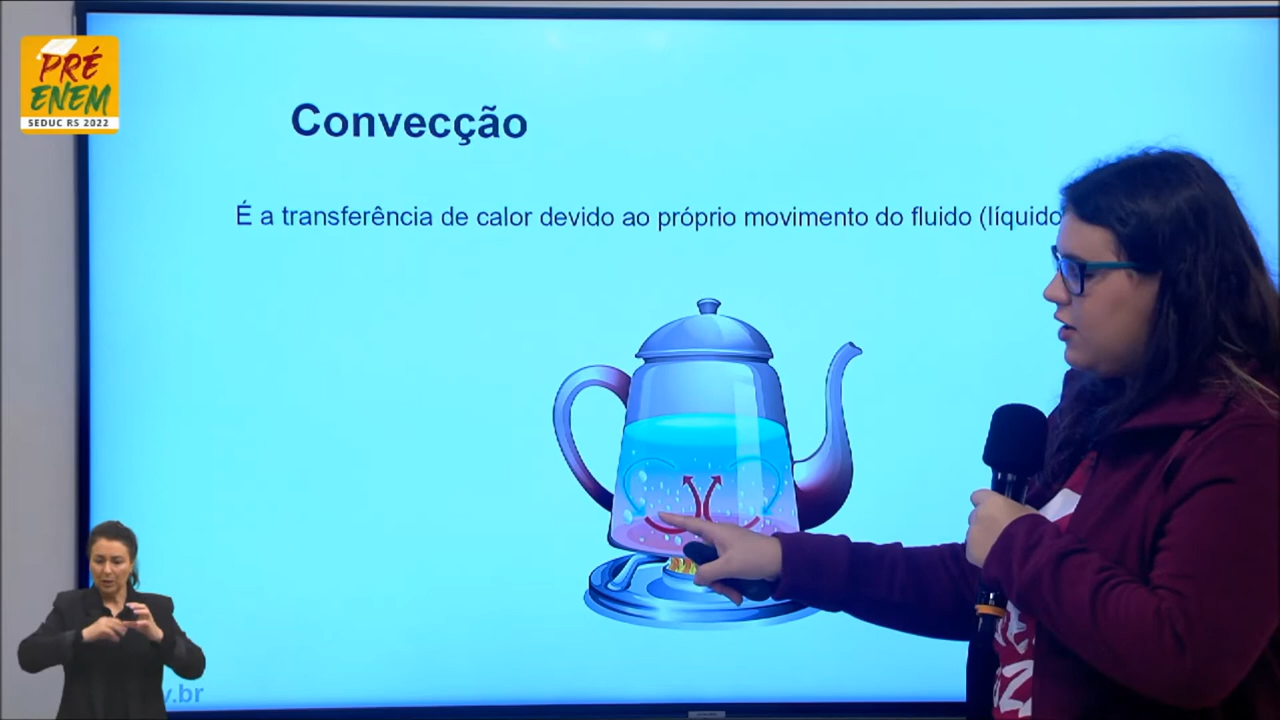 PRÉ
ENEM
SEDUC RS 2022
Convecção
É a transferência de calor devido ao próprio movimento do fluido (líquido
.br